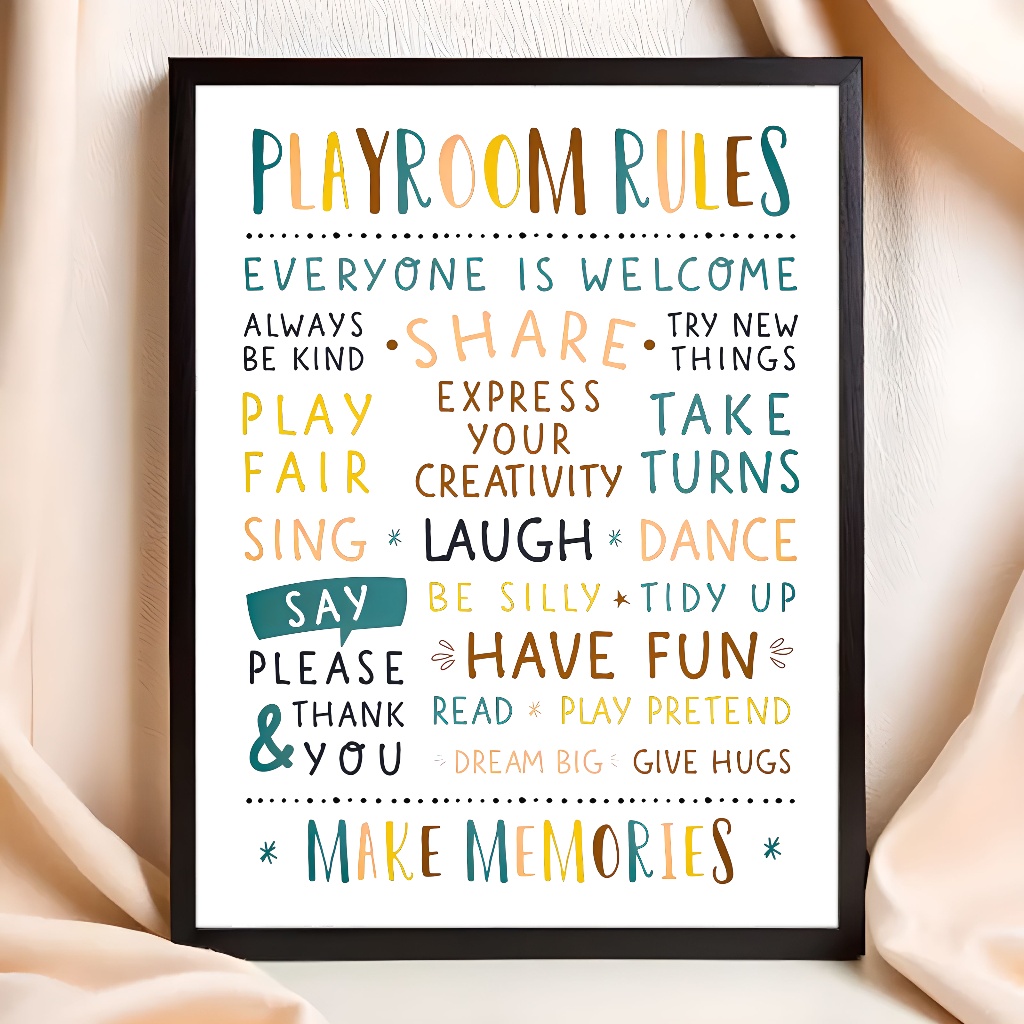 PLAYROOM RULES
EVERYONE IS WELCOME
ALWAYS
BE KIND
SHARE
TRY NEW
THINGS
PLAY
FAIR
EXPRESS
YOUR
CREATIVITY
TAKE
TURNS
SING * LAUGH * DANCE
SAY
PLEASE
& THANK
YOU
BE SILLY ★ TIDY UP
HAVE FUN
READ * PLAY PRETEND
DREAM BIG GIVE HUGS
* MAKE MEMORIES *